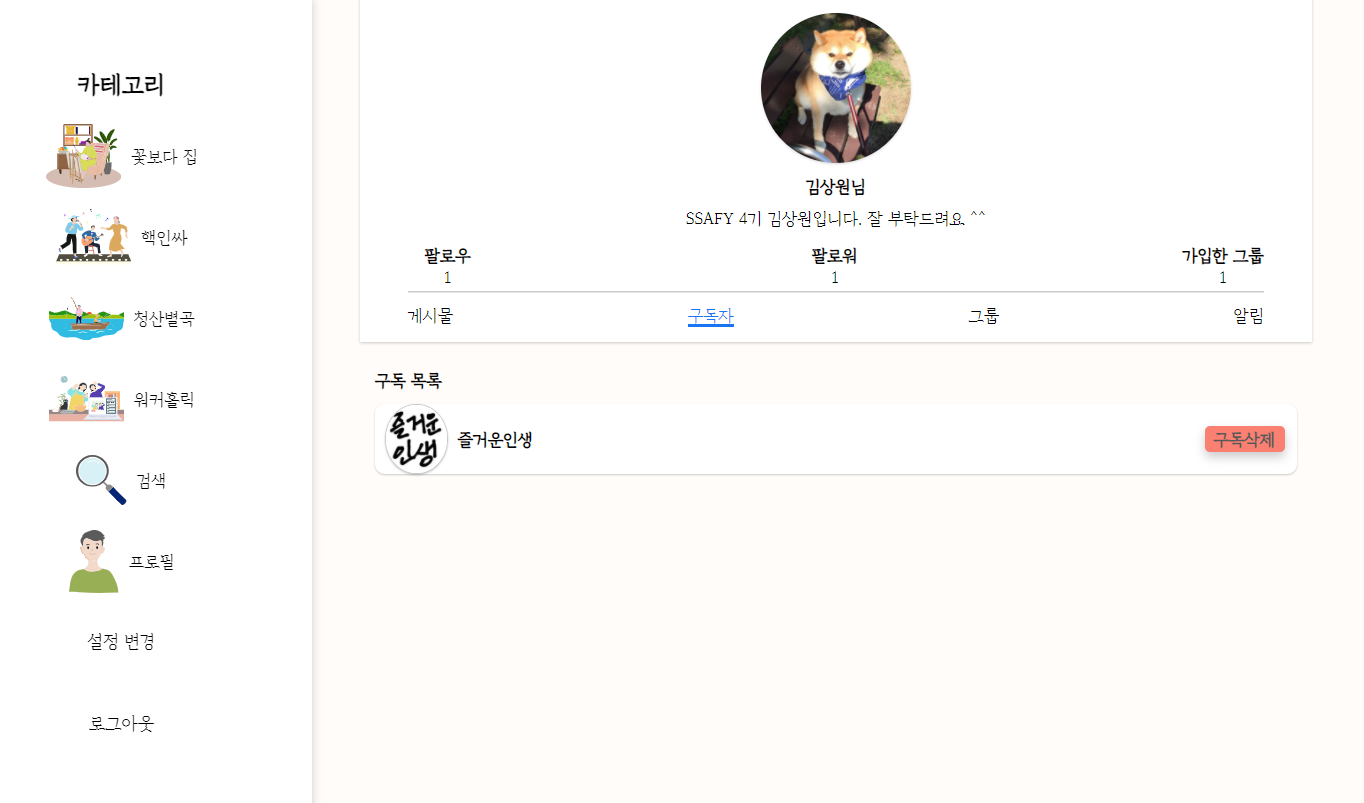 카테고리
꽃보다 집
핵인싸
청산별곡
워커홀릭
검색
프로필
설정 변경
로그아웃
김상원님
SSAFY 4기 김상원입니다. 잘 부탁드려요 ^^
팔로우 팔로워 가입한 그룹
1 1 1
게시물 구독자 그룹 알림
구독 목록
즐거운
인생
즐거운인생 구독삭제